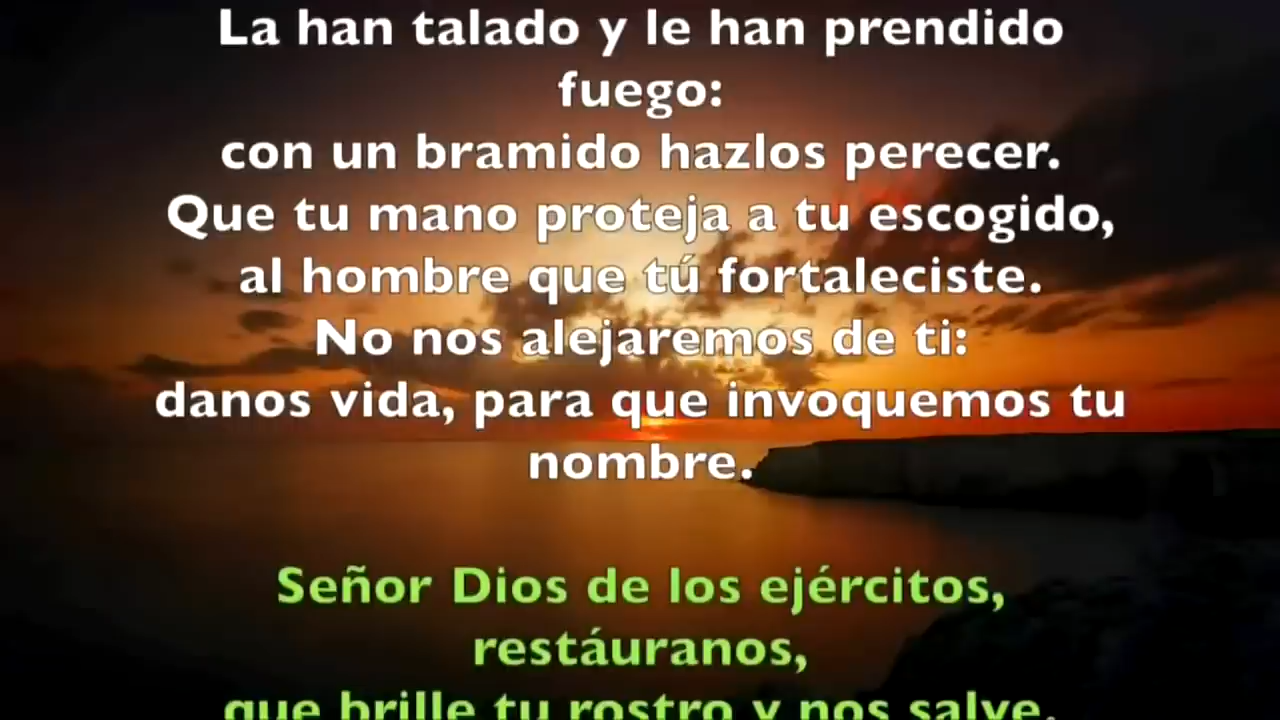 La han talado y le han prendido
fuego:
con un bramido hazlos perecer.
Que tu mano proteja a tu escogido,
al hombre que tú fortaleciste.
No nos alejaremos de ti:
danos vida, para que invoquemos tu
nombre.
Señor Dios de los ejércitos,
restáuranos,
que brille tu rostro y nos salve.